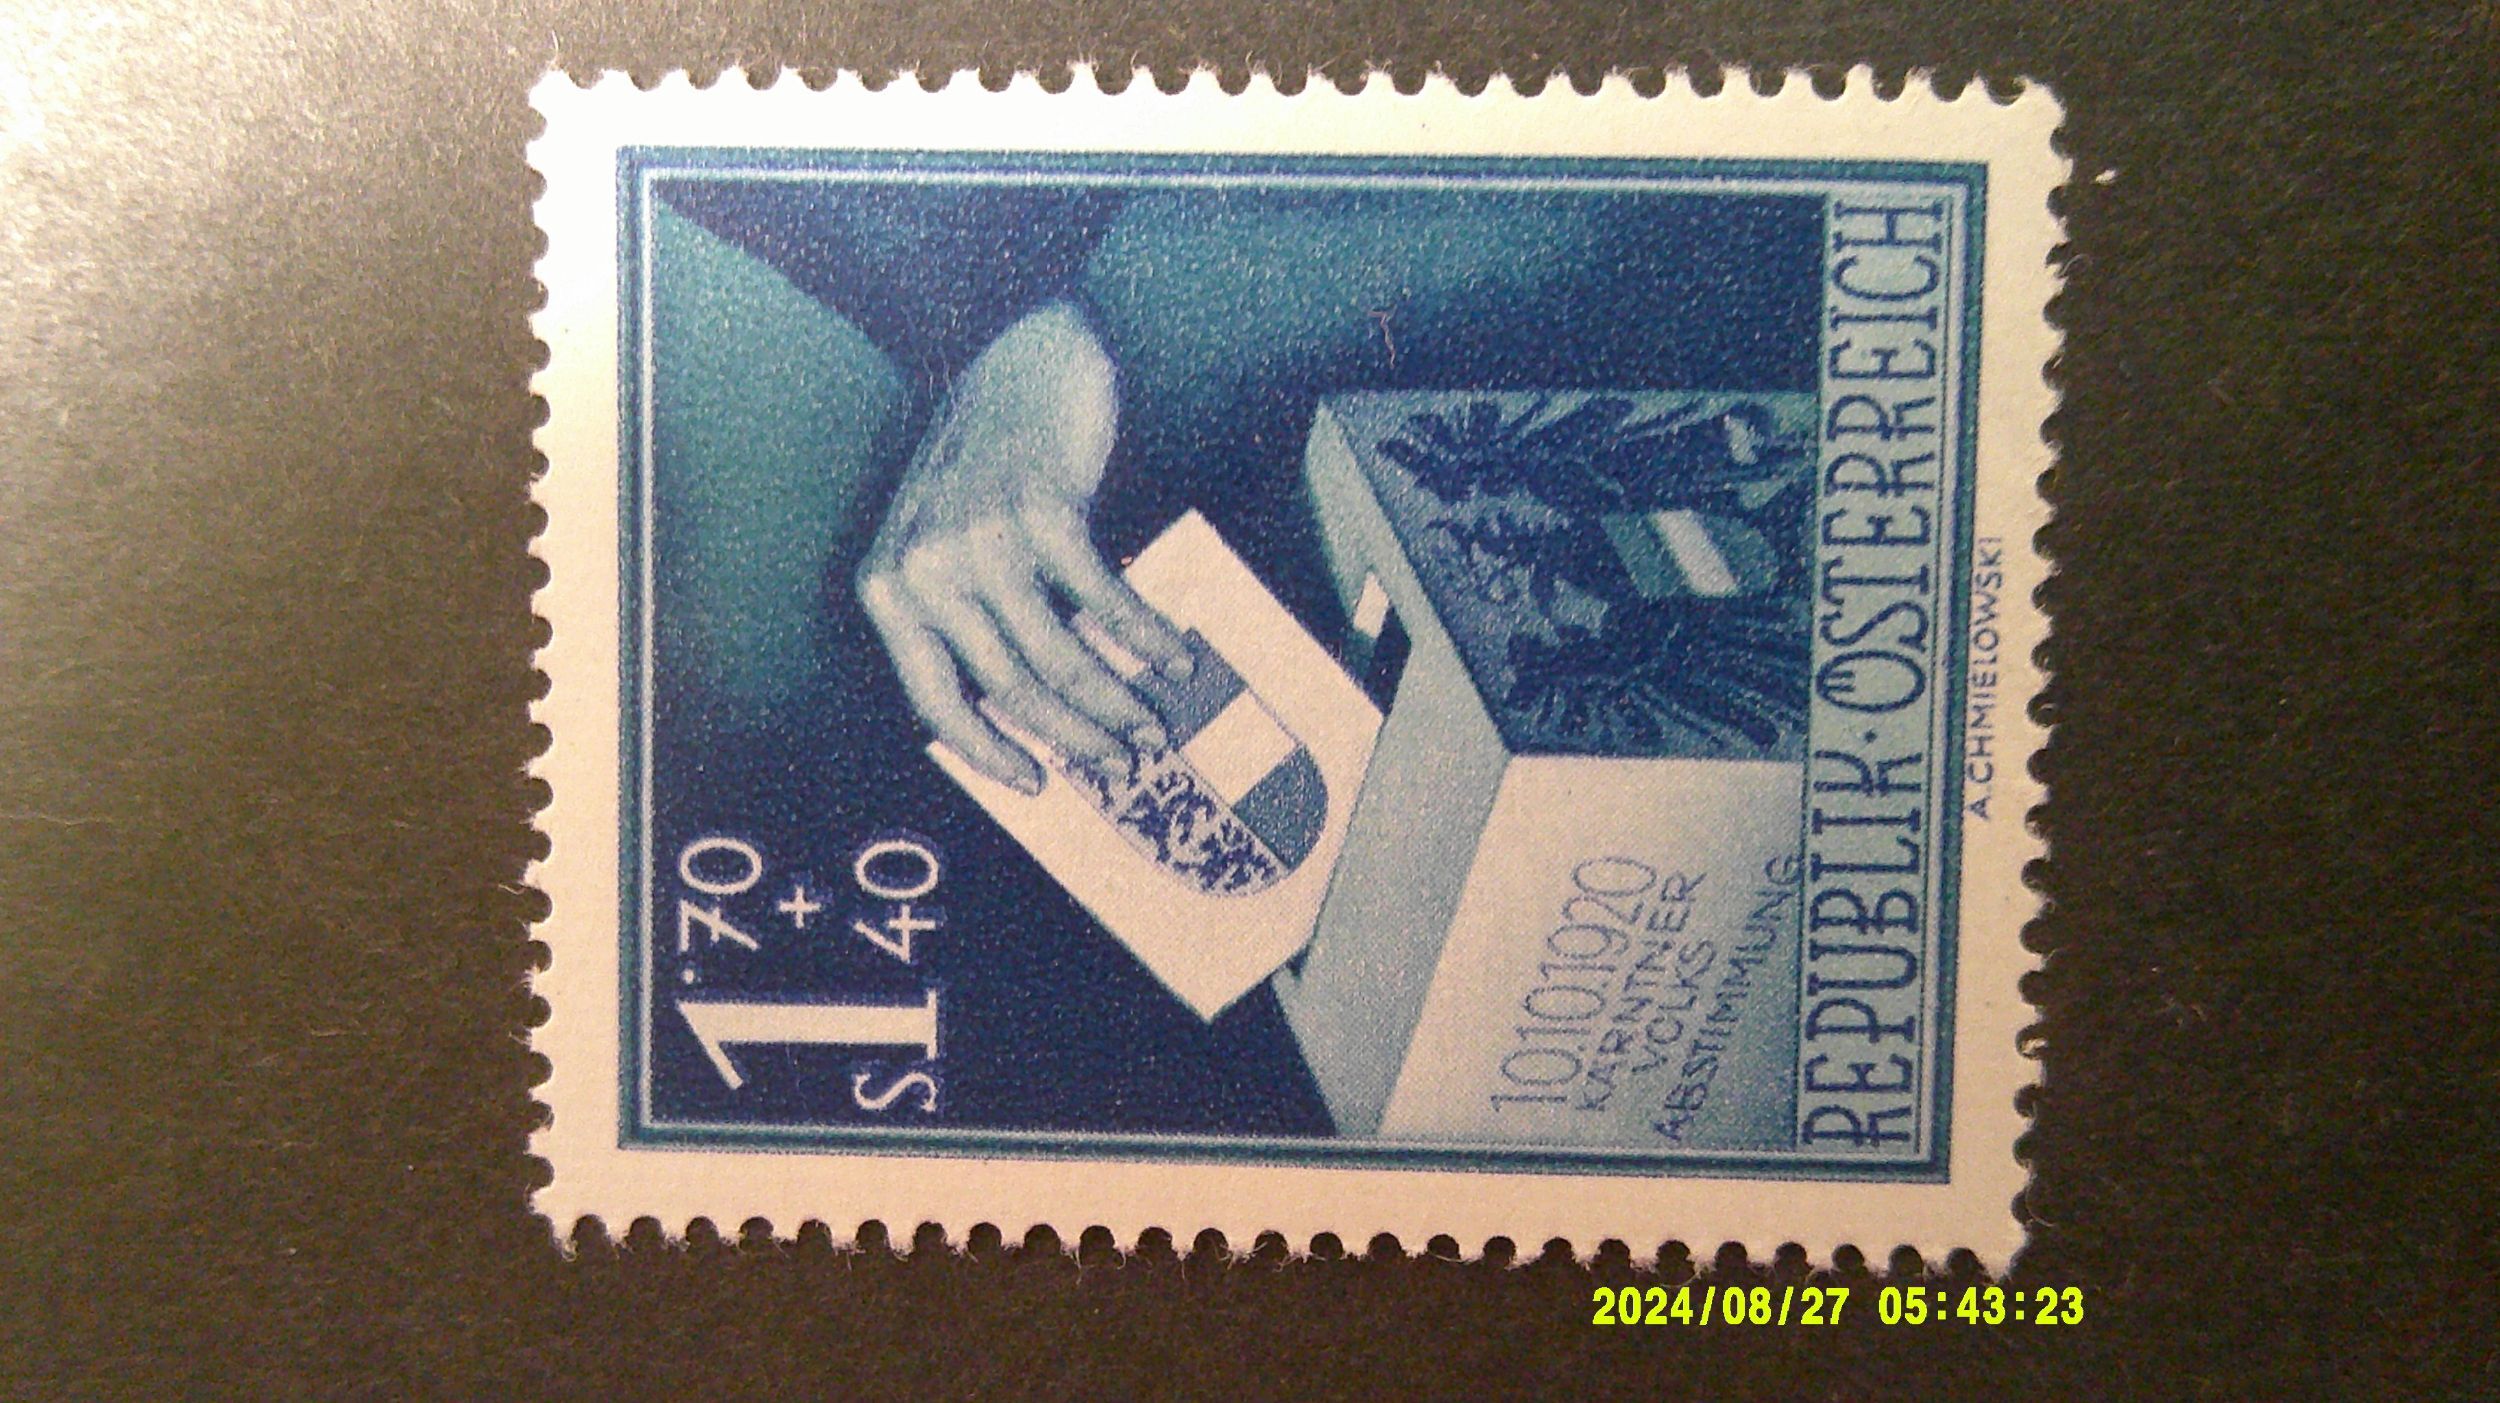 1·70
+
S 1 40
10.10.1920
KÄRNTNER
VOLKS
ABSTIMMUNG
REPUBLIK·ÖSTERREICH
A.CHMIELOWSKI
2024/08/27 05:43:23